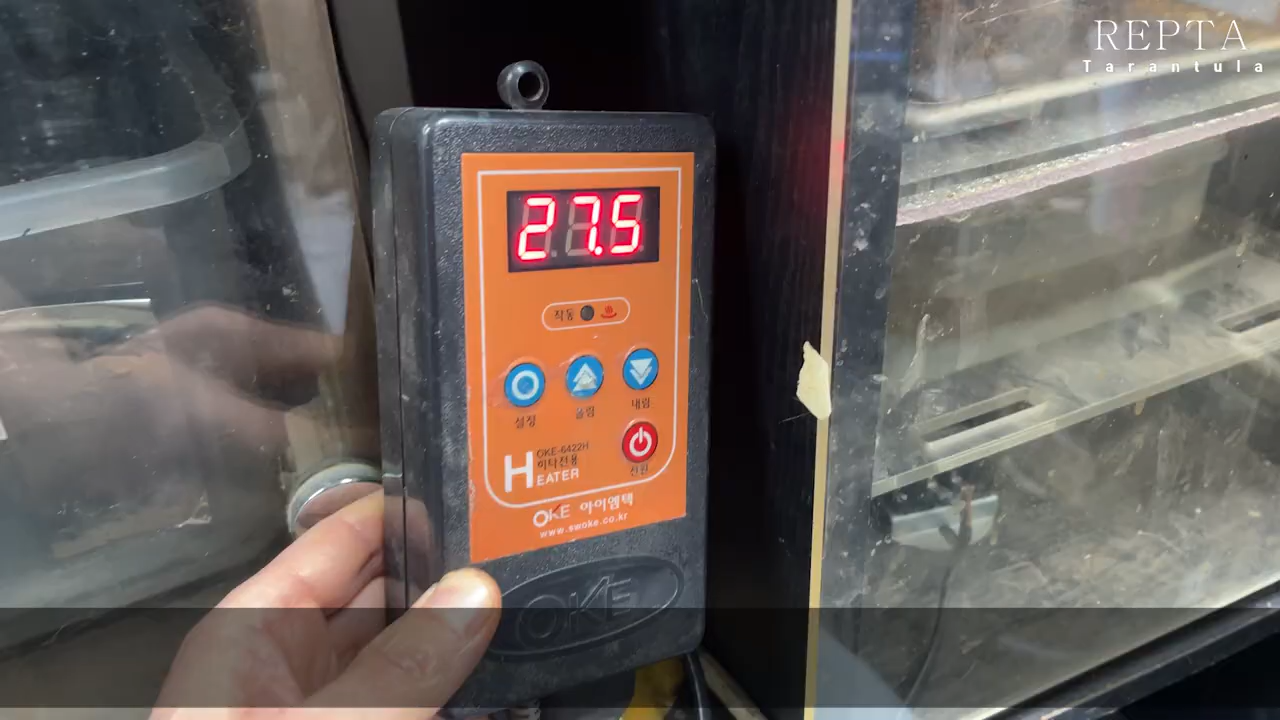 REPTA
Tarantula
27.5
작동
설정
올림
내림
OKE-6422H
히타전용
HEATER
전원
OKE 아이엠텍
www.swoke.co.kr
OKE